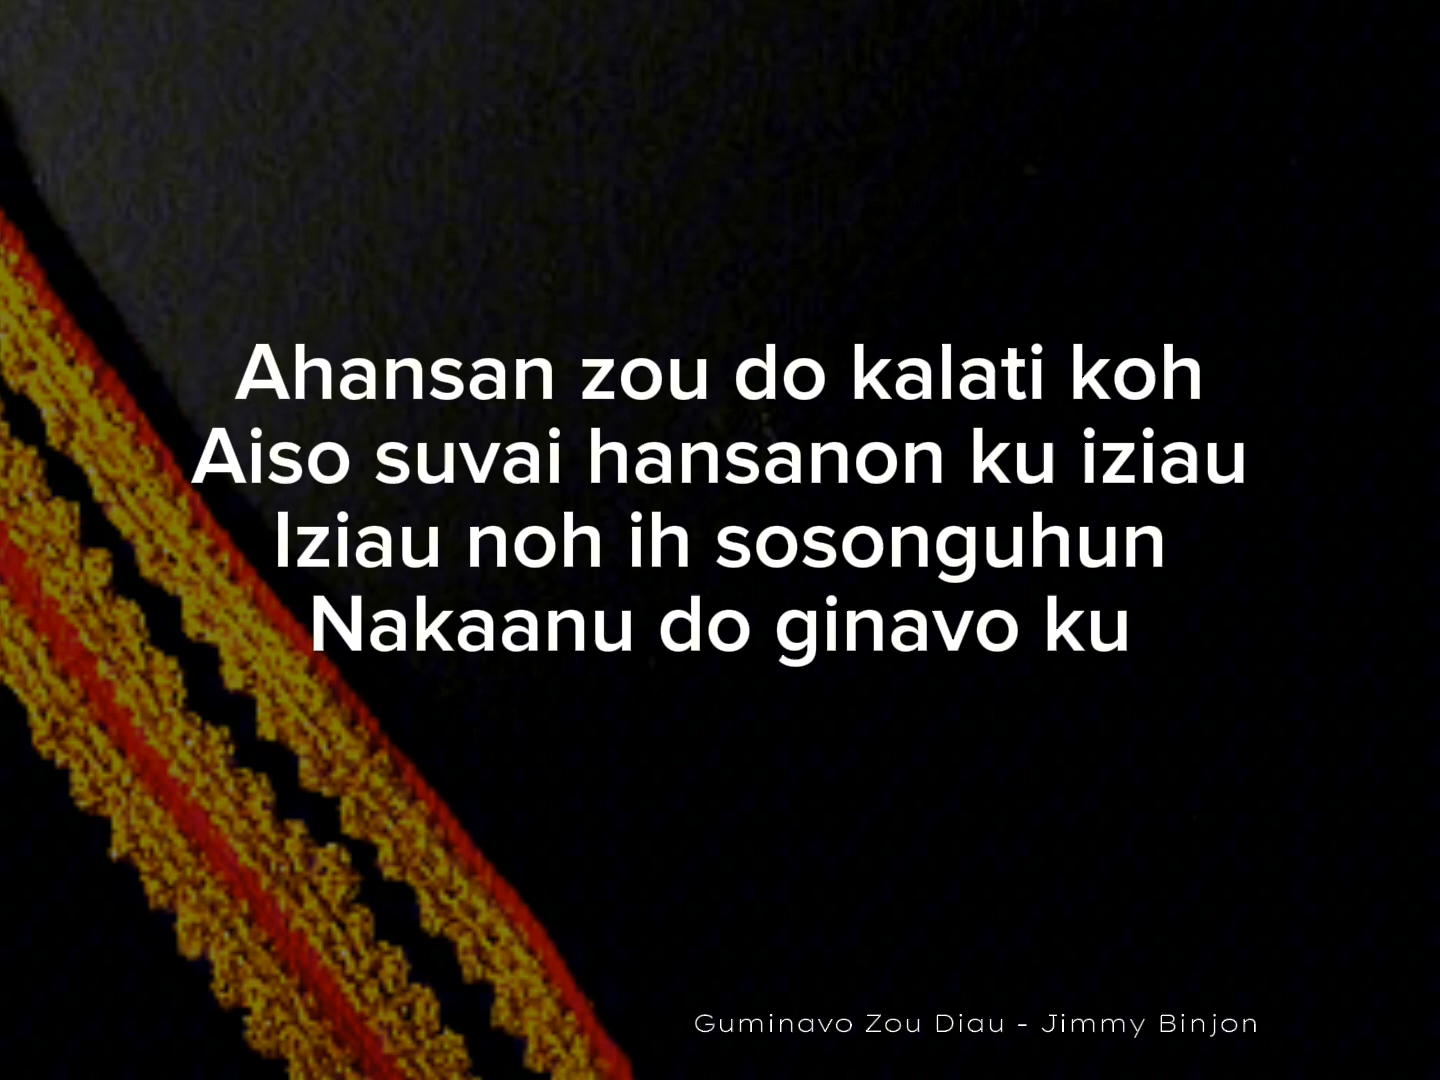 Ahansan zou do kalati koh
Aiso suvai hansanon ku iziau
Iziau noh ih sosonguhun
Nakaanu do ginavo ku
Guminavo Zou Diau - Jimmy Binjon